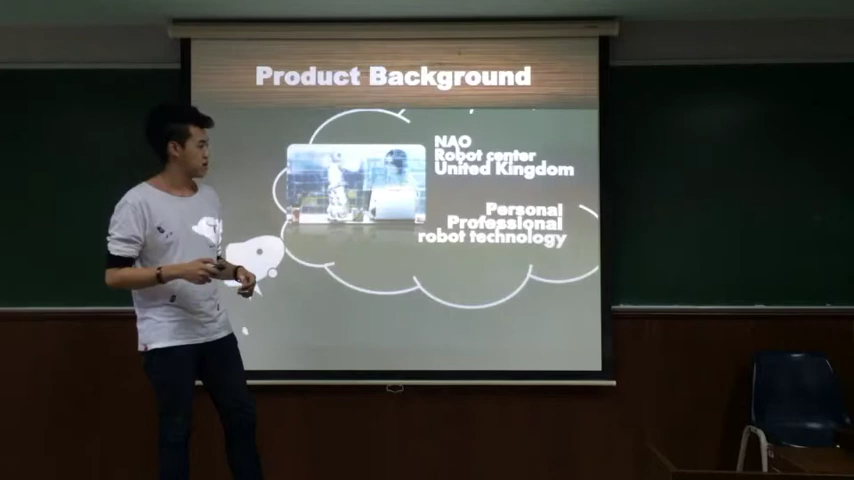 Product Background
NAO
Robot center
United Kingdom
Personal
Professional
robot technology